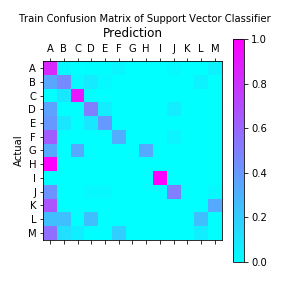 Train Confusion Matrix of Support Vector Classifier
Prediction
A B C D E F G H I J K L M
A
B
C
D
E
F
G
H
I
J
K
L
M
Actual
1.0
0.8
0.6
0.4
0.2
0.0